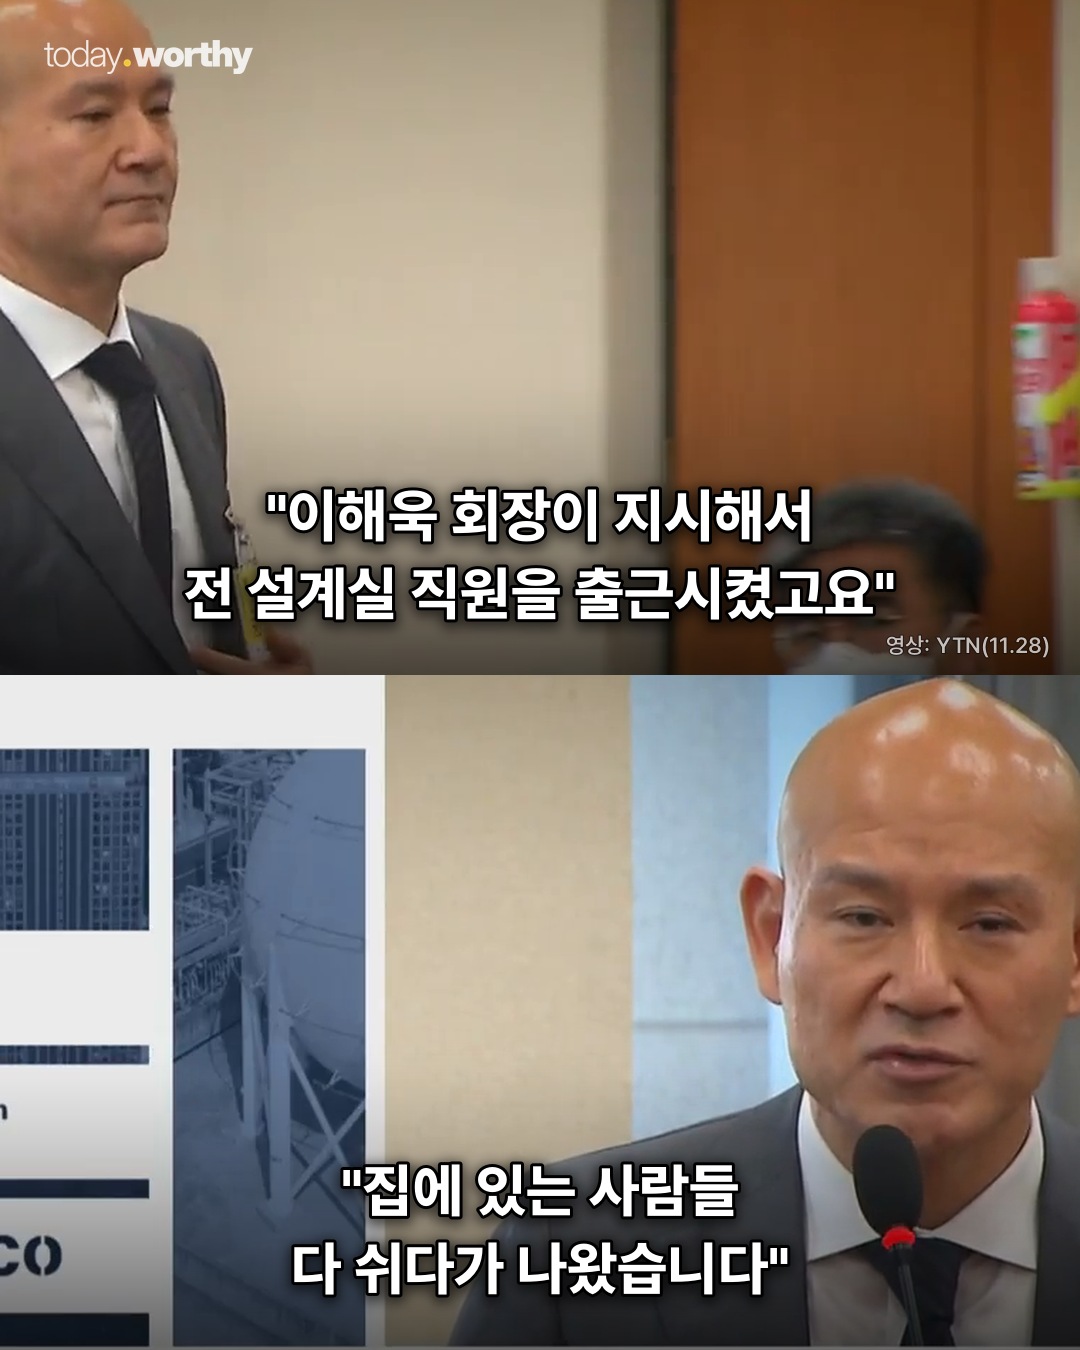 today.worthy
"이해욱 회장이 지시해서
전 설계실 직원을 출근시켰고요"
영상: YTN(11.28)
"집에 있는 사람들
다 쉬다가 나왔습니다"